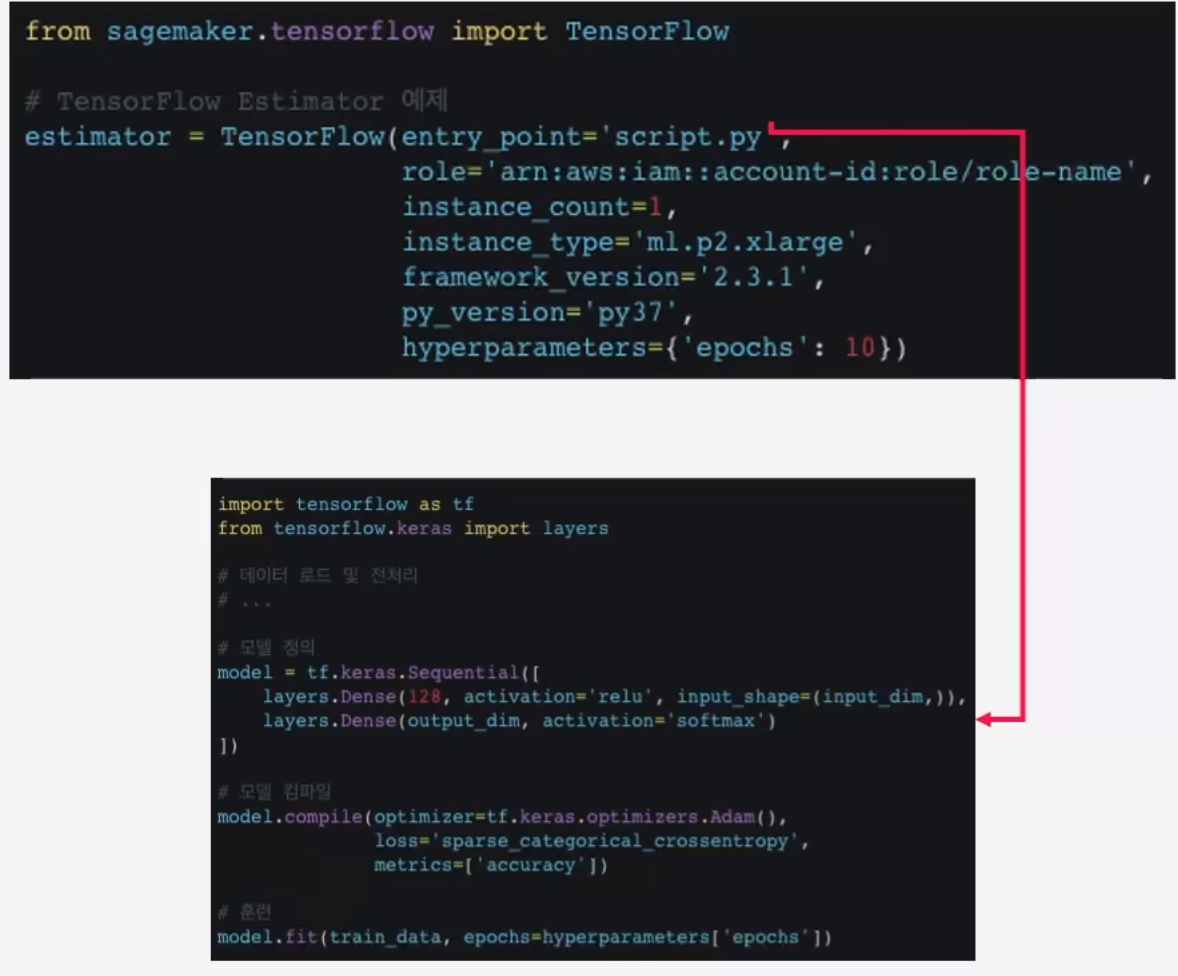 from sagemaker.tensorflow import TensorFlow
# TensorFlow Estimator 예제
estimator = TensorFlow(entry_point='script.py',
role='arn:aws:iam::account-id:role/role-name',
instance_count=1,
instance_type='ml.p2.xlarge',
framework_version='2.3.1',
py_version='py37',
hyperparameters={'epochs': 10})
import tensorflow as tf
from tensorflow.keras import layers
# 데이터 로드 및 전처리
# ...
# 모델 정의
model = tf.keras.Sequential([
layers.Dense(128, activation='relu', input_shape=(input_dim,)),
layers.Dense(output_dim, activation='softmax')
])
# 모델 컴파일
model.compile(optimizer=tf.keras.optimizers.Adam(),
loss='sparse_categorical_crossentropy',
metrics=['accuracy'])
# 훈련
model.fit(train_data, epochs=hyperparameters['epochs'])